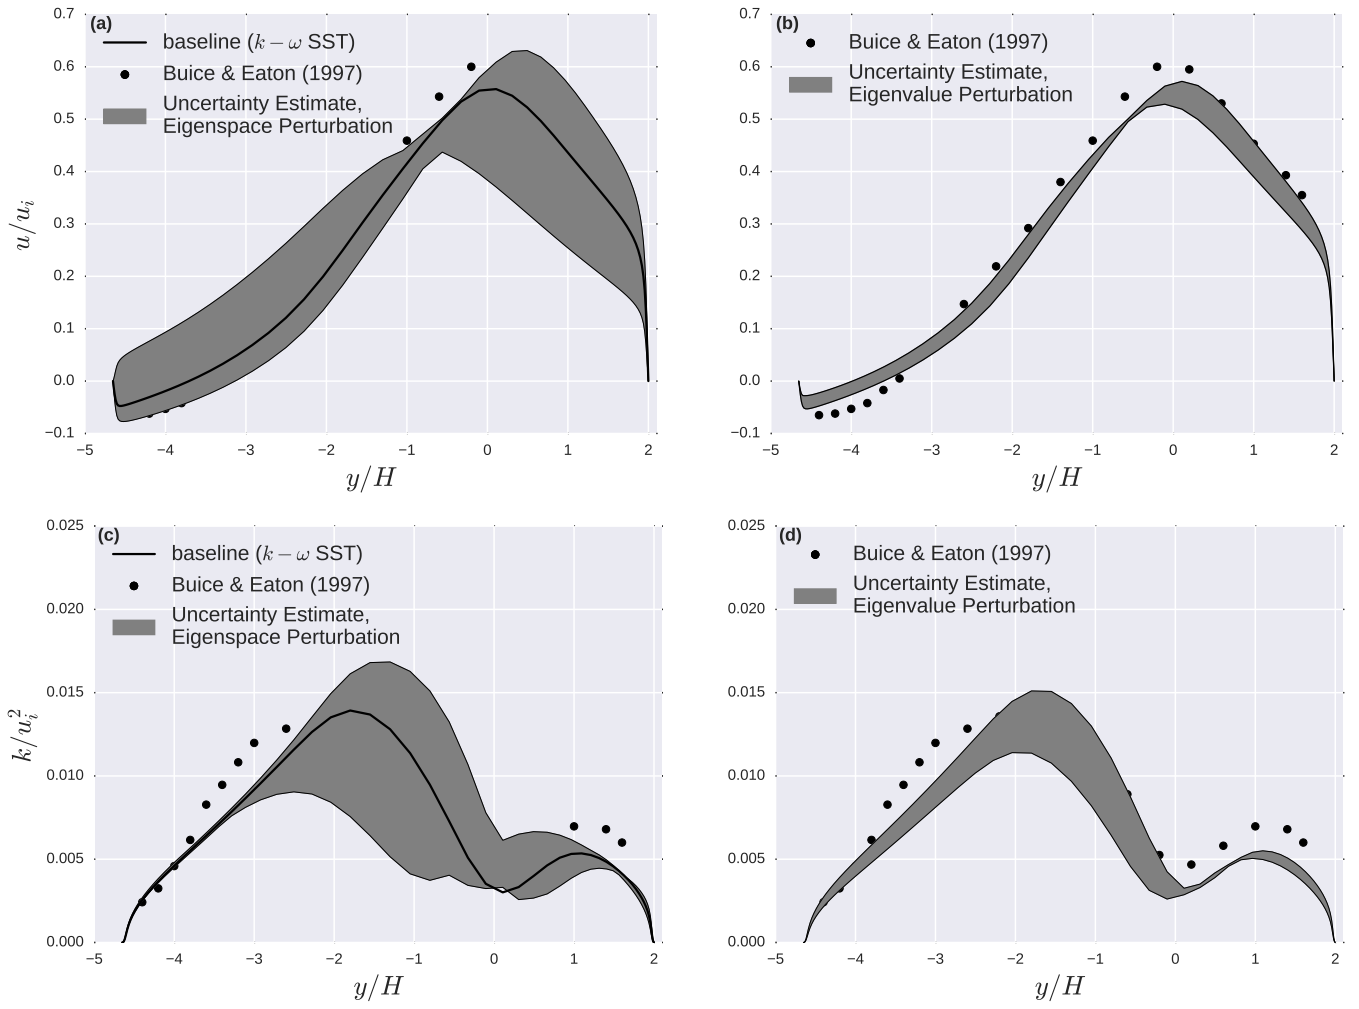 (a)
baseline (k − ω SST)
Buice & Eaton (1997)
Uncertainty Estimate,
Eigenspace Perturbation
0.7
0.6
0.5
0.4
0.3
0.2
0.1
0.0
−0.1
u/u_i
−5 −4 −3 −2 −1 0 1 2
y/H
(b)
Buice & Eaton (1997)
Uncertainty Estimate,
Eigenvalue Perturbation
0.7
0.6
0.5
0.4
0.3
0.2
0.1
0.0
−0.1
−5 −4 −3 −2 −1 0 1 2
y/H
(c)
baseline (k − ω SST)
Buice & Eaton (1997)
Uncertainty Estimate,
Eigenspace Perturbation
0.025
0.020
0.015
0.010
0.005
0.000
k/u_i^2
−5 −4 −3 −2 −1 0 1 2
y/H
(d)
Buice & Eaton (1997)
Uncertainty Estimate,
Eigenvalue Perturbation
0.025
0.020
0.015
0.010
0.005
0.000
−5 −4 −3 −2 −1 0 1 2
y/H